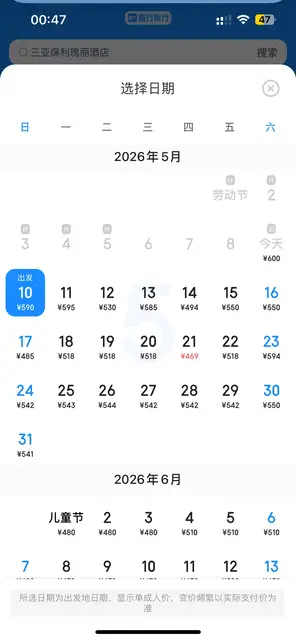 00:47
智行旅行
47
三亚保利瑰丽酒店 搜索
选择日期
日 一 二 三 四 五 六
2026年5月
休 休
劳动节 2
休 休 休 班
3 4 5 6 7 8 今天
¥600
出发
10 11 12 13 14 15 16
¥590 ¥595 ¥530 ¥585 ¥494 ¥550 ¥550
5
17 18 19 20 21 22 23
¥485 ¥518 ¥518 ¥518 ¥469 ¥518 ¥594
24 25 26 27 28 29 30
¥542 ¥543 ¥544 ¥542 ¥542 ¥542 ¥550
31
¥541
2026年6月
儿童节 2 3 4 5 6
¥480 ¥480 ¥480 ¥510 ¥510 ¥510
7 8 9 10 11 12 13
所选日期为出发地日期，显示单成人价，变价频繁以实际支付价为
准